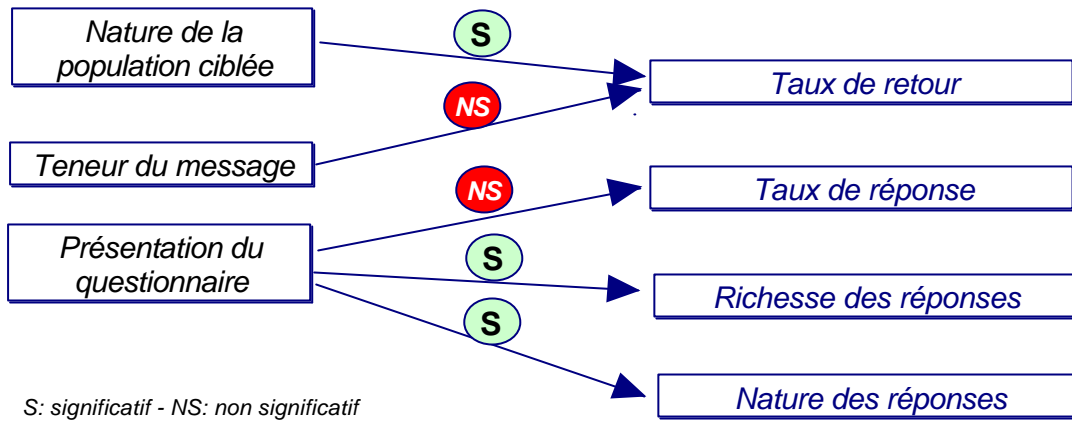 Nature de la
population ciblée
S
Taux de retour
NS
Teneur du message
NS
Taux de réponse
Présentation du
questionnaire
S
Richesse des réponses
S
Nature des réponses
S: significatif - NS: non significatif